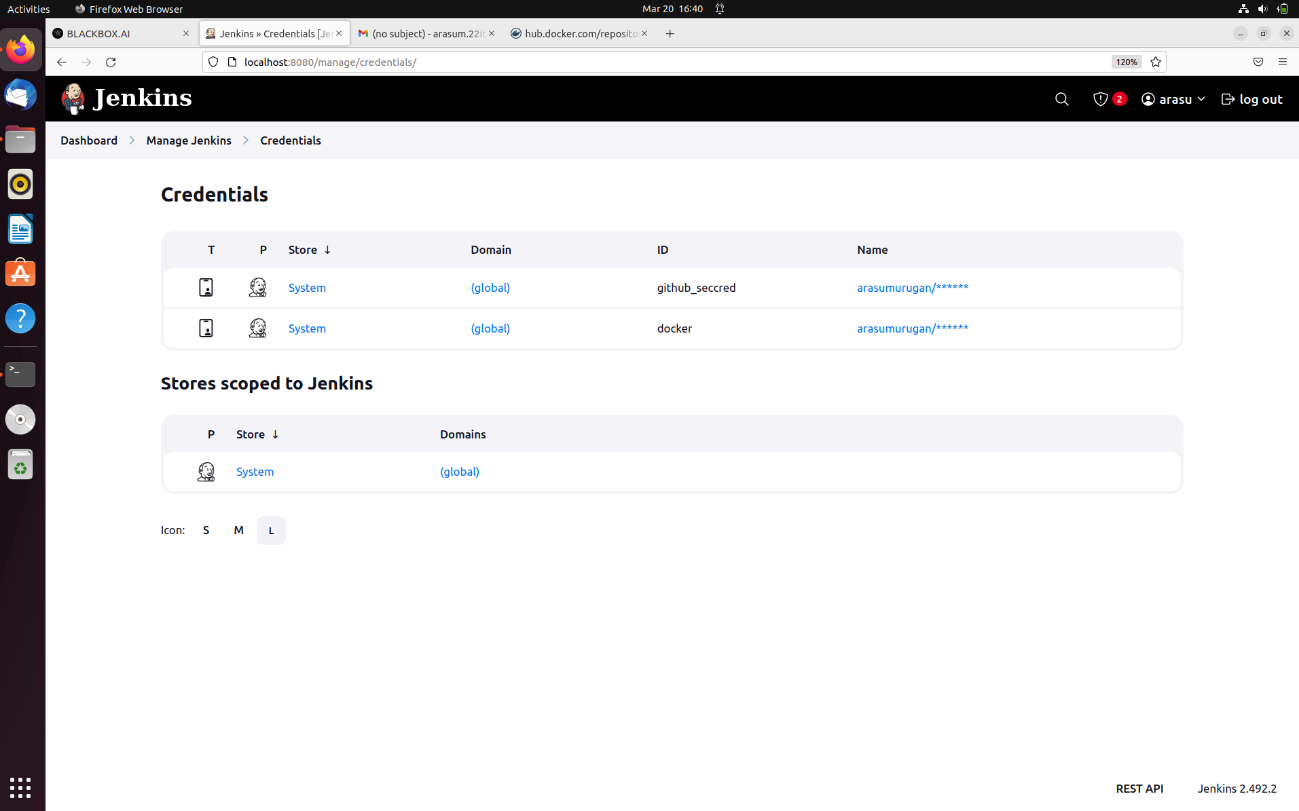 Activities Firefox Web Browser Mar 20 16:40
BLACKBOX.AI × Jenkins » Credentials [Je × (no subject) - arasum.22it × hub.docker.com/reposito × +
localhost:8080/manage/credentials/ 120%
Jenkins 2 arasu log out
Dashboard > Manage Jenkins > Credentials
Credentials
T P Store ↓ Domain ID Name
System (global) github_seccred arasumurugan/******
System (global) docker arasumurugan/******
Stores scoped to Jenkins
P Store ↓ Domains
System (global)
Icon: S M L
REST API Jenkins 2.492.2